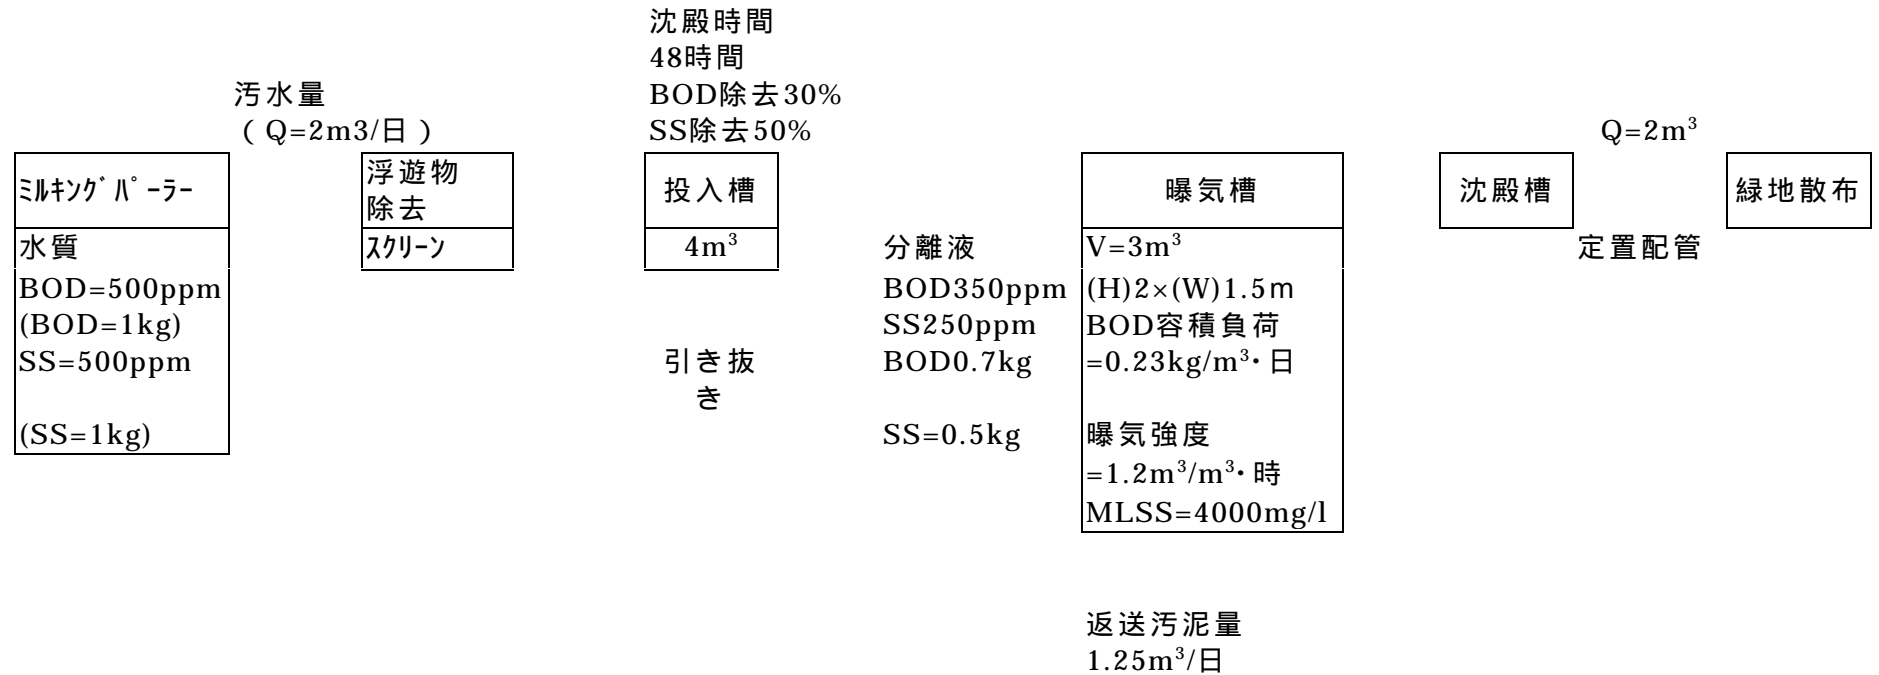 沈殿時間
48時間
BOD除去30%
SS除去50%
汚水量
(Q=2m3/日)
Q=2m³
ﾐﾙｷﾝｸﾞﾊﾟｰﾗｰ
水質
BOD=500ppm
(BOD=1kg)
SS=500ppm
(SS=1kg)
浮遊物
除去
ｽｸﾘｰﾝ
投入槽
4m³
引き抜
き
分離液
BOD350ppm
SS250ppm
BOD0.7kg
SS=0.5kg
曝気槽
V=3m³
(H)2×(W)1.5m
BOD容積負荷
=0.23kg/m³･日
曝気強度
=1.2m³/m³･時
MLSS=4000mg/l
返送汚泥量
1.25m³/日
沈殿槽
定置配管
緑地散布